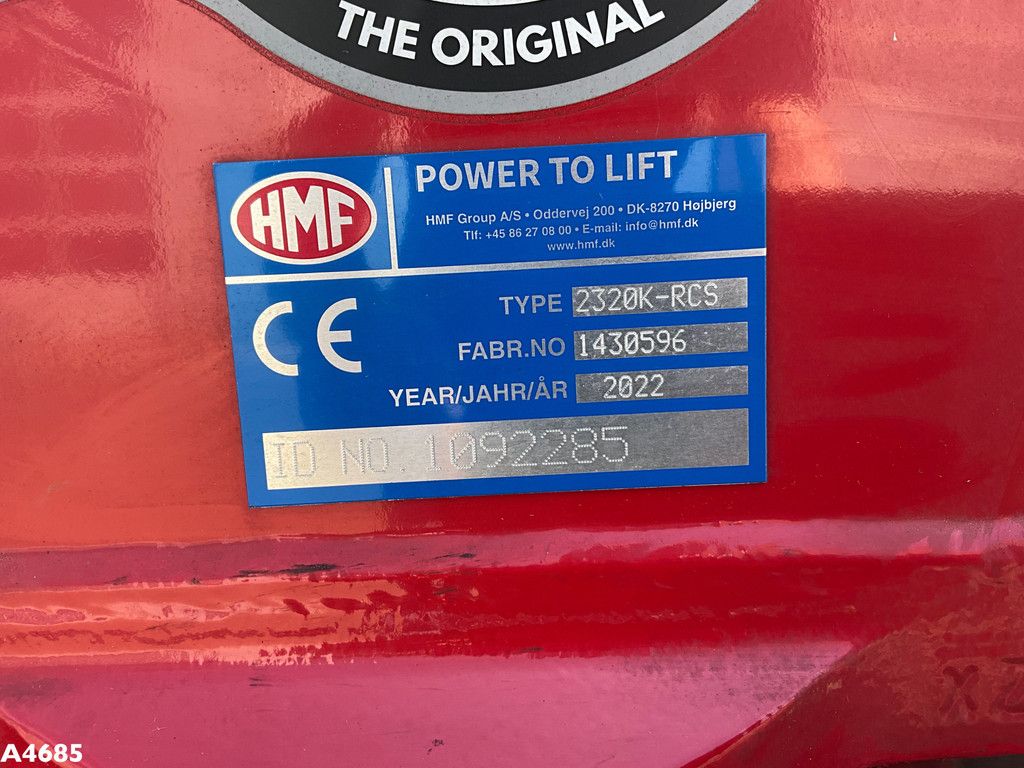 THE ORIGINAL
HMF
POWER TO LIFT
HMF Group A/S • Oddervej 200 • DK-8270 Højbjerg
Tlf: +45 86 27 08 00 • E-mail: info@hmf.dk
www.hmf.dk
CE
TYPE 2320K-RCS
FABR.NO 1430596
YEAR/JAHR/ÅR 2022
ID NO. 1092285
A4685